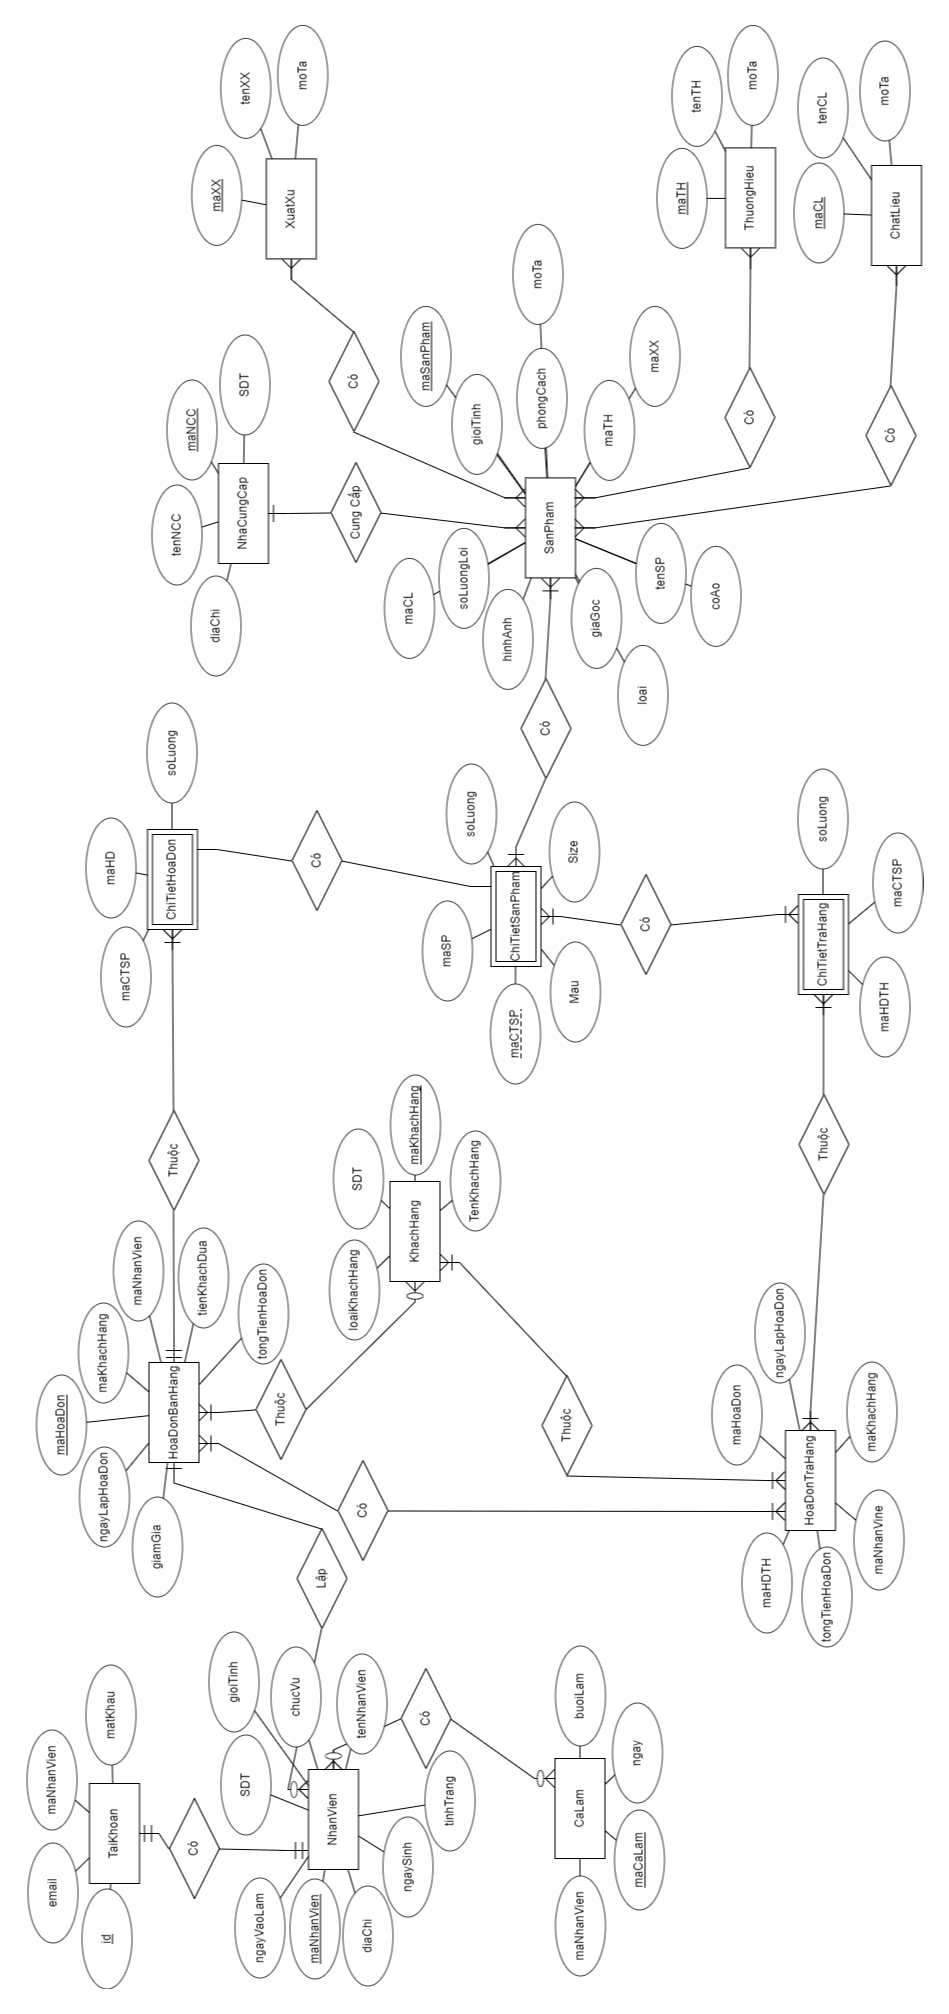 id
email
maNhanVien
matKhau
TaiKhoan
Có
ngayVaoLam
maNhanVien
diaChi
SDT
gioiTinh
chucVu
tenNhanVien
NhanVien
ngaySinh
tinhTrang
Có
maNhanVien
maCaLam
ngay
buoiLam
CaLam
Lập
giamGia
ngayLapHoaDon
maHoaDon
maKhachHang
maNhanVien
tienKhachDua
tongTienHoaDon
HoaDonBanHang
Thuộc
Có
Thuộc
loaiKhachHang
SDT
maKhachHang
TenKhachHang
KhachHang
Thuộc
maHDTH
tongTienHoaDon
maNhanVine
maKhachHang
maHoaDon
ngayLapHoaDon
HoaDonTraHang
Thuộc
maCTSP
maHD
soLuong
ChiTietHoaDon
Có
maCTSP
maSP
soLuong
Size
Mau
ChiTietSanPham
Có
maHDTH
maCTSP
soLuong
ChiTietTraHang
Có
diaChi
tenNCC
maNCC
SDT
NhaCungCap
Cung Cấp
maCL
soLuongLoi
hinhAnh
giaGoc
loai
tenSP
coAo
SanPham
gioiTinh
maSanPham
phongCach
moTa
maTH
maXX
Có
maXX
tenXX
moTa
XuatXu
Có
maTH
tenTH
moTa
ThuongHieu
Có
maCL
tenCL
moTa
ChatLieu